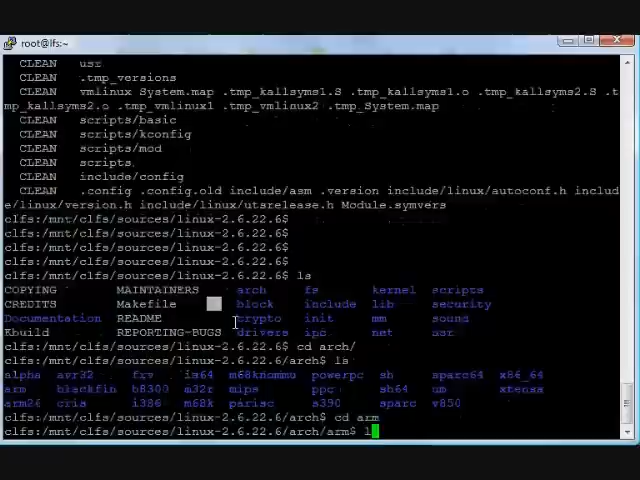 root@lfs:~
CLEAN usr
CLEAN .tmp_versions
CLEAN vmlinux System.map .tmp_kallsyms1.S .tmp_kallsyms1.o .tmp_kallsyms2.S .t
mp_kallsyms2.o .tmp_vmlinux1 .tmp_vmlinux2 .tmp_System.map
CLEAN scripts/basic
CLEAN scripts/kconfig
CLEAN scripts/mod
CLEAN scripts
CLEAN include/config
CLEAN .config .config.old include/asm .version include/linux/autoconf.h includ
e/linux/version.h include/linux/utsrelease.h Module.symvers
clfs:/mnt/clfs/sources/linux-2.6.22.6$
clfs:/mnt/clfs/sources/linux-2.6.22.6$
clfs:/mnt/clfs/sources/linux-2.6.22.6$
clfs:/mnt/clfs/sources/linux-2.6.22.6$
clfs:/mnt/clfs/sources/linux-2.6.22.6$ ls
COPYING MAINTAINERS arch fs kernel scripts
CREDITS Makefile block include lib security
Documentation README crypto init mm sound
Kbuild REPORTING-BUGS drivers ipc net usr
clfs:/mnt/clfs/sources/linux-2.6.22.6$ cd arch/
clfs:/mnt/clfs/sources/linux-2.6.22.6/arch$ ls
alpha avr32 frv ia64 m68knommu powerpc sh sparc64 x86_64
arm blackfin h8300 m32r mips ppc sh64 um xtensa
arm26 cris i386 m68k parisc s390 sparc v850
clfs:/mnt/clfs/sources/linux-2.6.22.6/arch$ cd arm
clfs:/mnt/clfs/sources/linux-2.6.22.6/arch/arm$ l